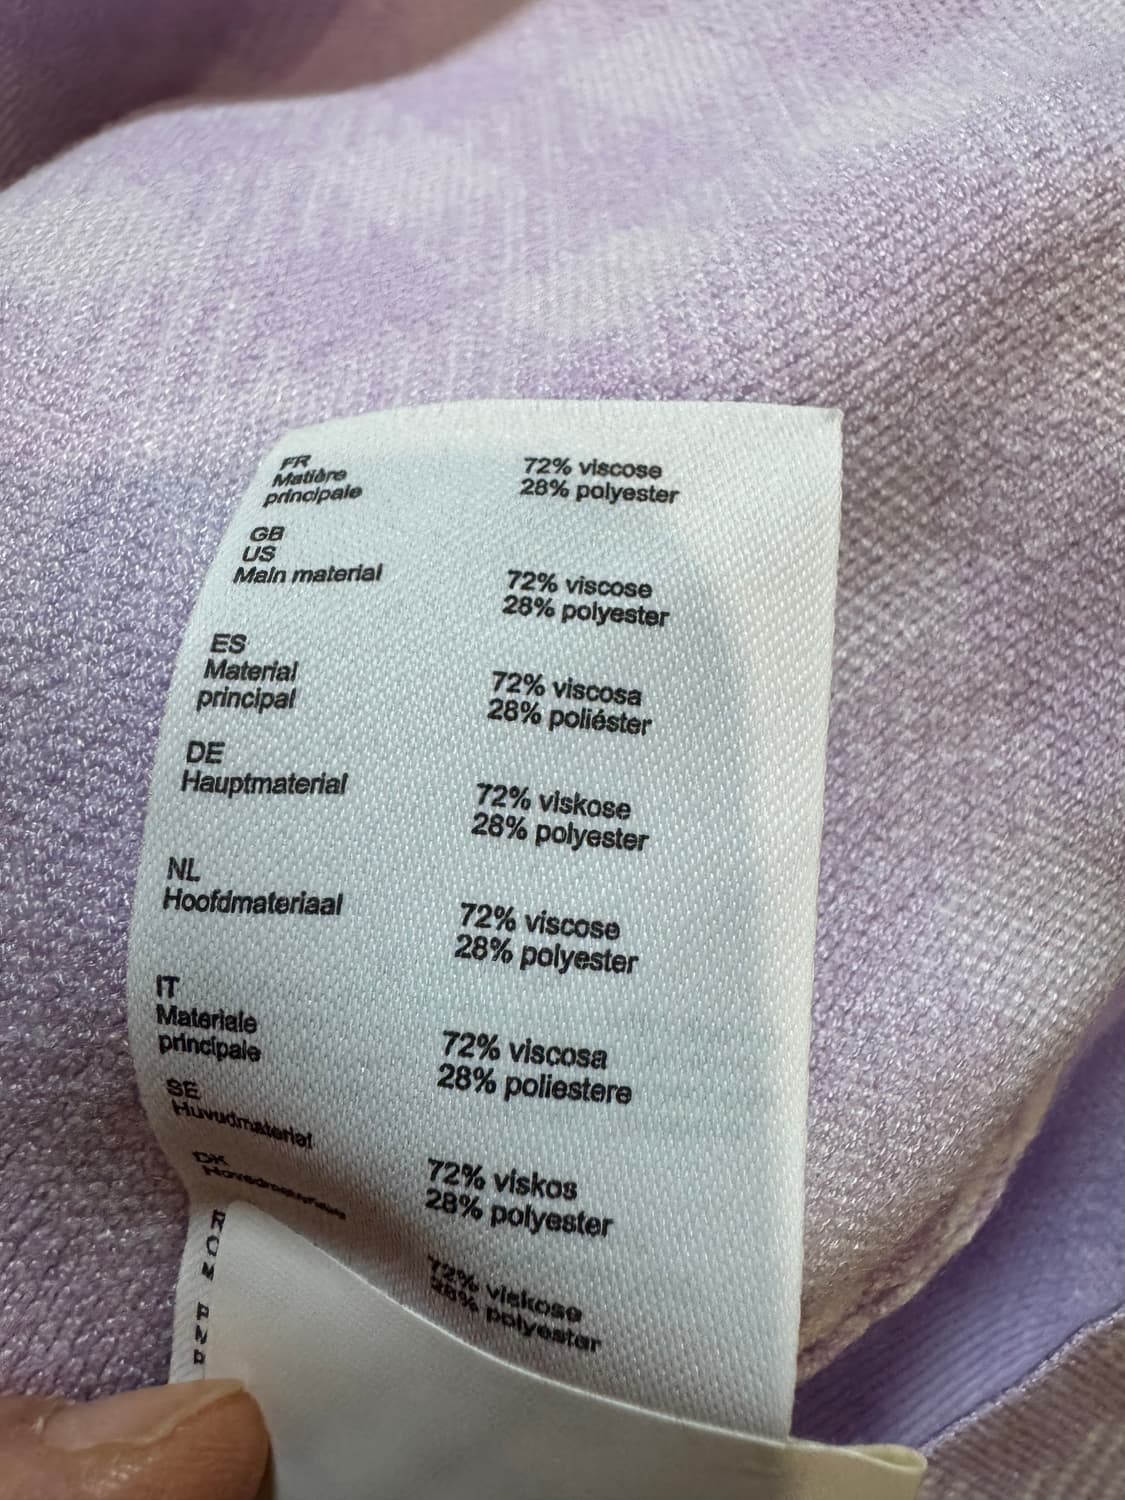 FR
Matière
principale
72% viscose
28% polyester
GB
US
Main material
72% viscose
28% polyester
ES
Material
principal
72% viscosa
28% poliéster
DE
Hauptmaterial
72% viskose
28% polyester
NL
Hoofdmateriaal
72% viscose
28% polyester
IT
Materiale
principale
72% viscosa
28% poliestere
SE
Huvudmaterial
72% viskos
28% polyester
DK
72% viskose
28% polyester